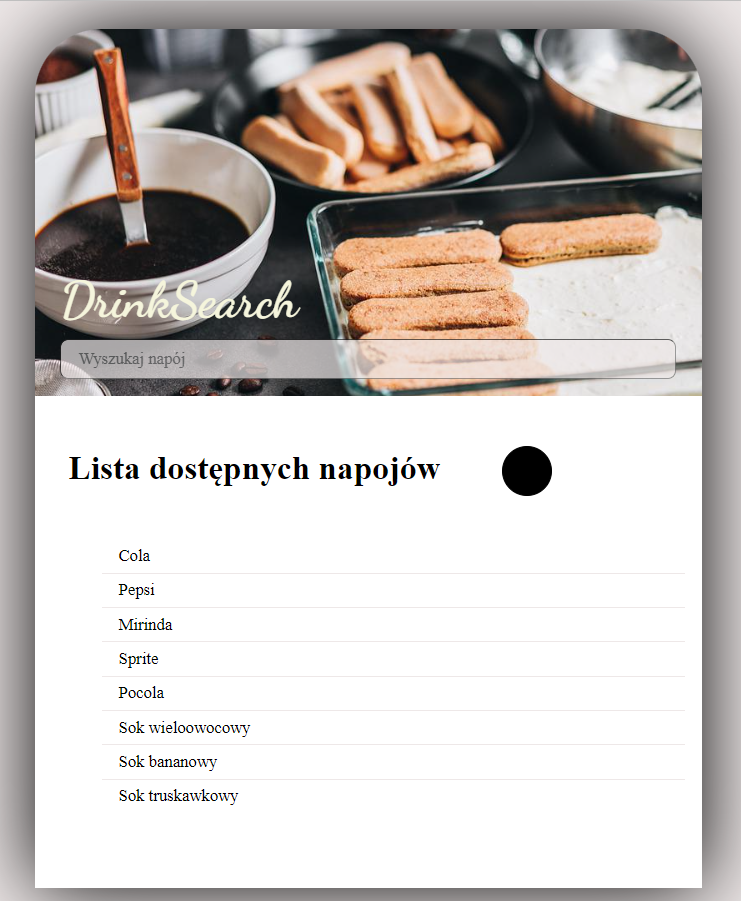 DrinkSearch
Wyszukaj napój
Lista dostępnych napojów
Cola
Pepsi
Mirinda
Sprite
Pocola
Sok wieloowocowy
Sok bananowy
Sok truskawkowy